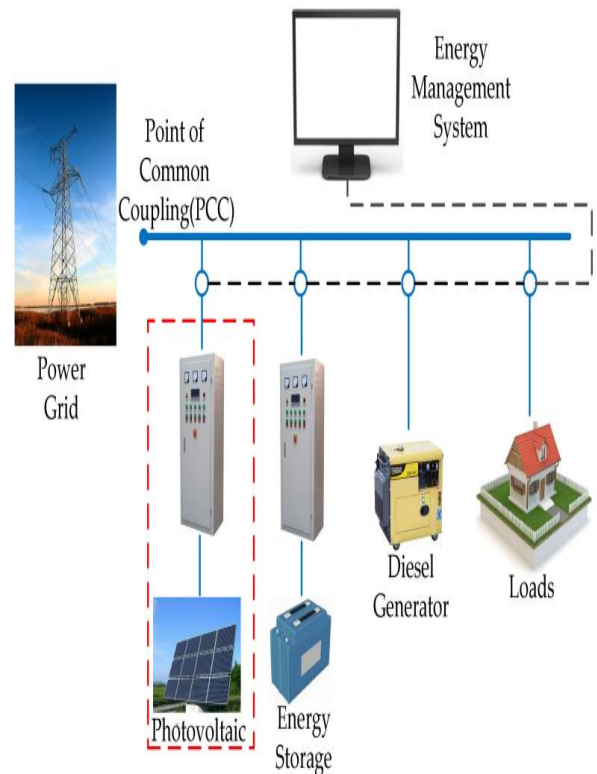 Energy
Management
System
Point of
Common
Coupling(PCC)
Power
Grid
Diesel
Generator
Loads
Photovoltaic
Energy
Storage